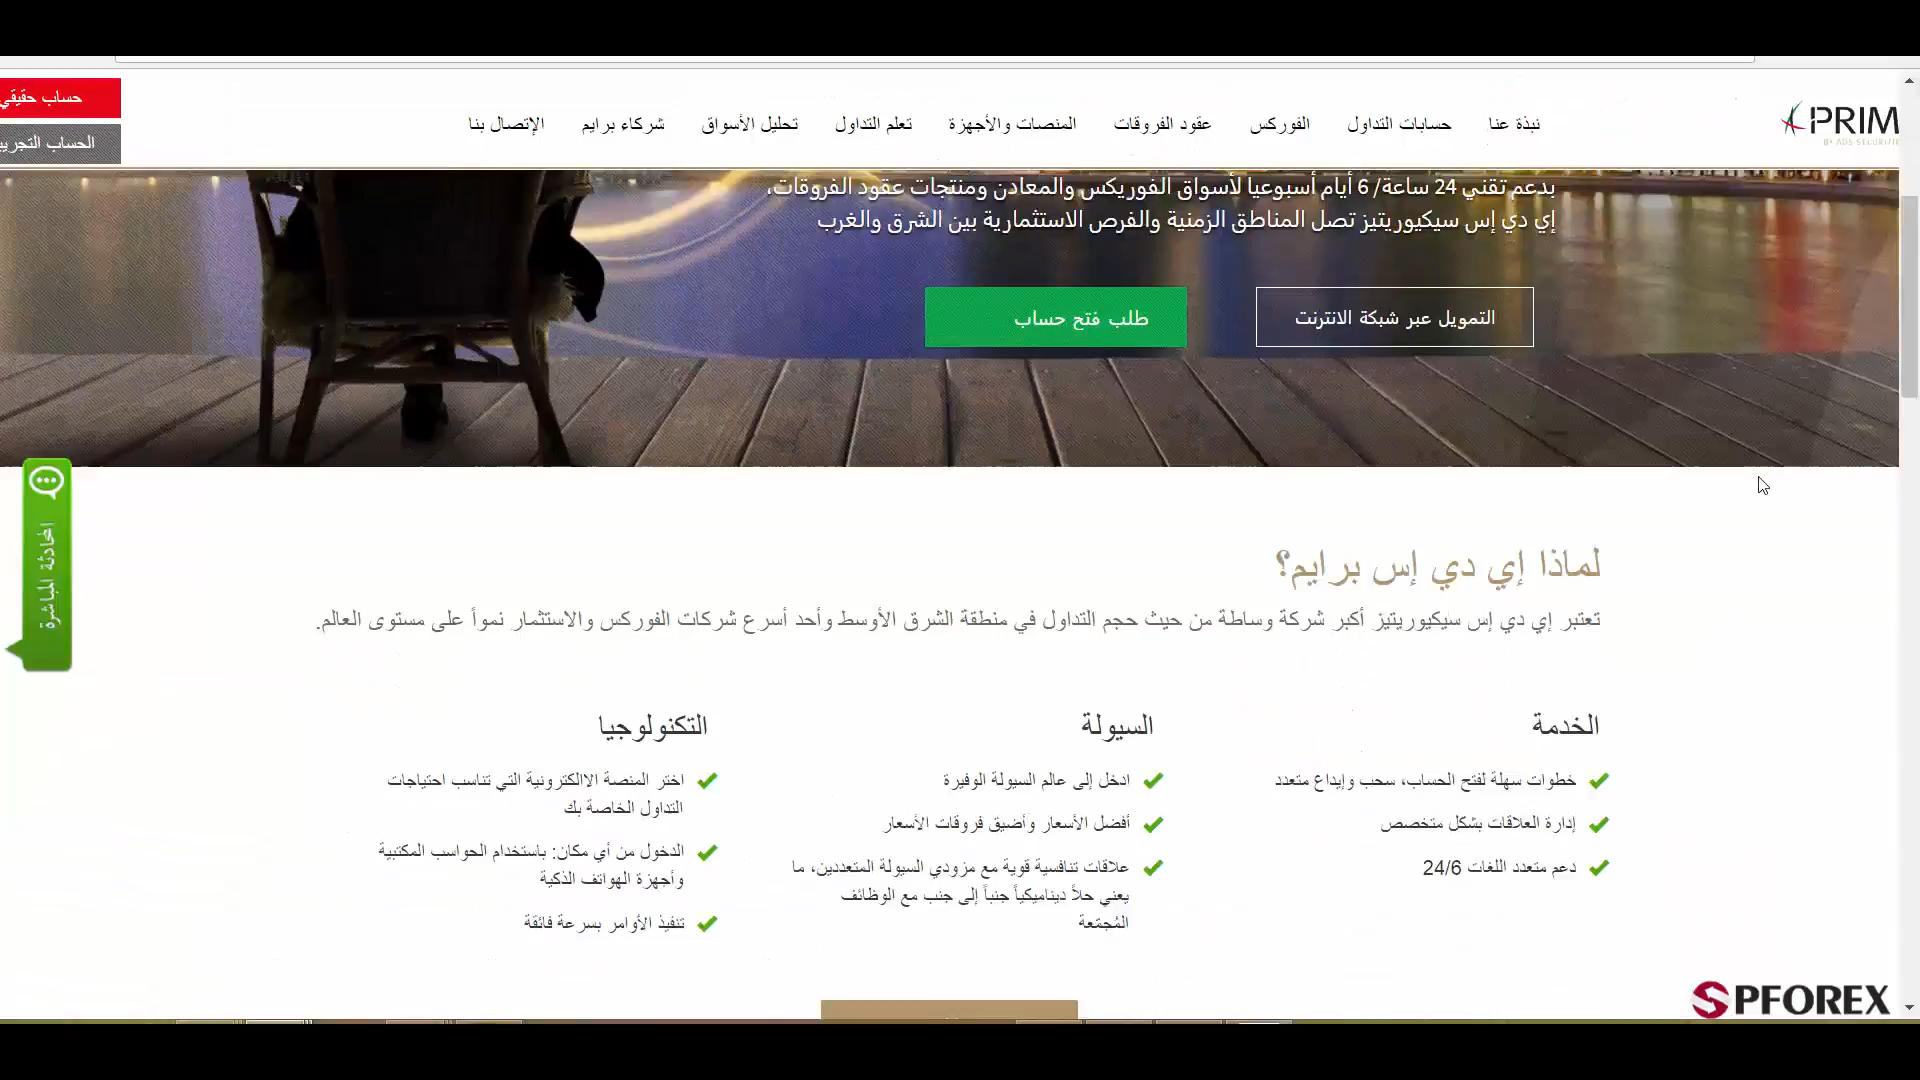 PRIM
BY ADS SECURITI
نبذة عنا
حسابات التداول
الفوركس
عقود الفروقات
المنصات والأجهزة
تعلم التداول
تحليل الأسواق
شركاء برايم
الإتصال بنا
حساب حقيقي
الحساب التجريبي
بدعم تقني 24 ساعة/ 6 أيام أسبوعيا لأسواق الفوريكس والمعادن ومنتجات عقود الفروقات،
إي دي إس سيكيوريتيز تصل المناطق الزمنية والفرص الاستثمارية بين الشرق والغرب
التمويل عبر شبكة الانترنت
طلب فتح حساب
المحادثة المباشرة
لماذا إي دي إس برايم؟
تعتبر إي دي إس سيكيوريتيز أكبر شركة وساطة من حيث حجم التداول في منطقة الشرق الأوسط وأحد أسرع شركات الفوركس والاستثمار نمواً على مستوى العالم.
الخدمة
خطوات سهلة لفتح الحساب، سحب وإيداع متعدد
إدارة العلاقات بشكل متخصص
دعم متعدد اللغات 24/6
السيولة
ادخل إلى عالم السيولة الوفيرة
أفضل الأسعار وأضيق فروقات الأسعار
علاقات تنافسية قوية مع مزودي السيولة المتعددين، ما
يعني حلاً ديناميكياً جنباً إلى جنب مع الوظائف
المُجمّعة
التكنولوجيا
اختر المنصة الاالكترونية التي تناسب احتياجات
التداول الخاصة بك
الدخول من أي مكان: باستخدام الحواسب المكتبية
وأجهزة الهواتف الذكية
تنفيذ الأوامر بسرعة فائقة
SPFOREX